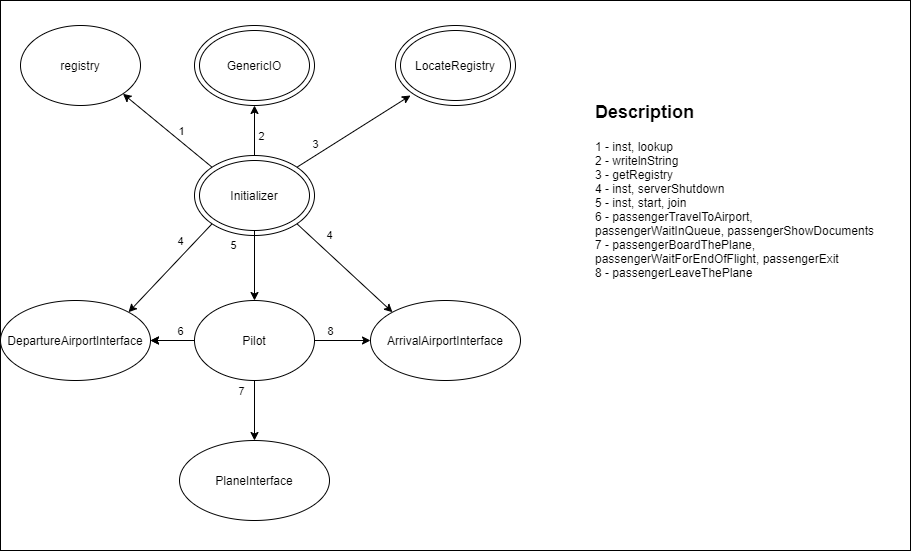 registry
GenericIO
LocateRegistry
1
2
3
Initializer
4
5
4
DepartureAirportInterface
6
Pilot
8
ArrivalAirportInterface
7
PlaneInterface
Description
1 - inst, lookup
2 - writelnString
3 - getRegistry
4 - inst, serverShutdown
5 - inst, start, join
6 - passengerTravelToAirport,
passengerWaitInQueue, passengerShowDocuments
7 - passengerBoardThePlane,
passengerWaitForEndOfFlight, passengerExit
8 - passengerLeaveThePlane